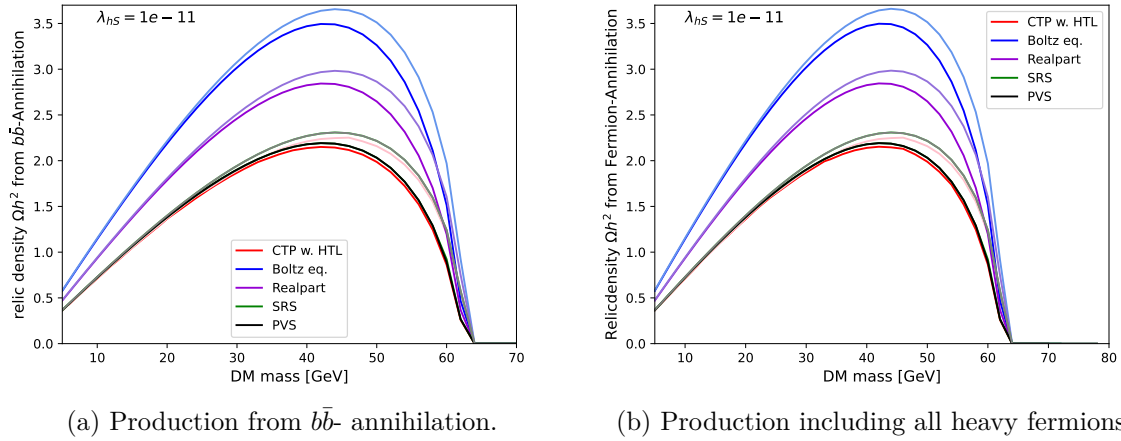 λhS = 1e − 11
relic density Ωh² from bb̄-Annihilation
3.5
3.0
2.5
2.0
1.5
1.0
0.5
0.0
CTP w. HTL
Boltz eq.
Realpart
SRS
PVS
10 20 30 40 50 60 70
DM mass [GeV]
(a) Production from bb̄- annihilation.
λhS = 1e − 11
Relicdensity Ωh² from Fermion-Annihilation
3.5
3.0
2.5
2.0
1.5
1.0
0.5
0.0
CTP w. HTL
Boltz eq.
Realpart
SRS
PVS
10 20 30 40 50 60 70 80
DM mass [GeV]
(b) Production including all heavy fermions